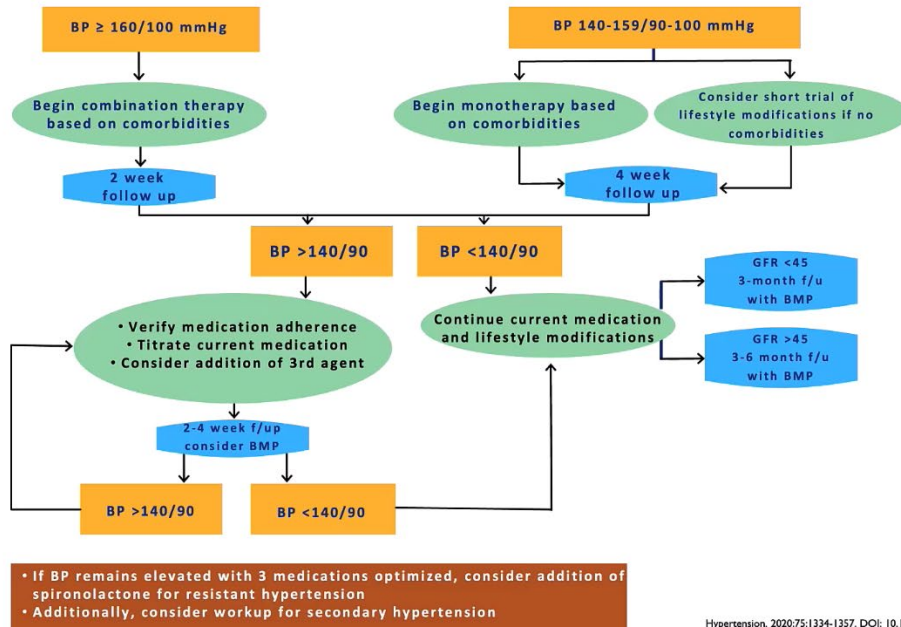 BP ≥ 160/100 mmHg
BP 140-159/90-100 mmHg
Begin combination therapy
based on comorbidities
Begin monotherapy based
on comorbidities
Consider short trial of
lifestyle modifications if no
comorbidities
2 week
follow up
4 week
follow up
BP >140/90
BP <140/90
• Verify medication adherence
• Titrate current medication
• Consider addition of 3rd agent
Continue current medication
and lifestyle modifications
GFR <45
3-month f/u
with BMP
GFR >45
3-6 month f/u
with BMP
2-4 week f/up
consider BMP
BP >140/90
BP <140/90
• If BP remains elevated with 3 medications optimized, consider addition of
spironolactone for resistant hypertension
• Additionally, consider workup for secondary hypertension
Hypertension. 2020;75:1334-1357. DOI: 10.1